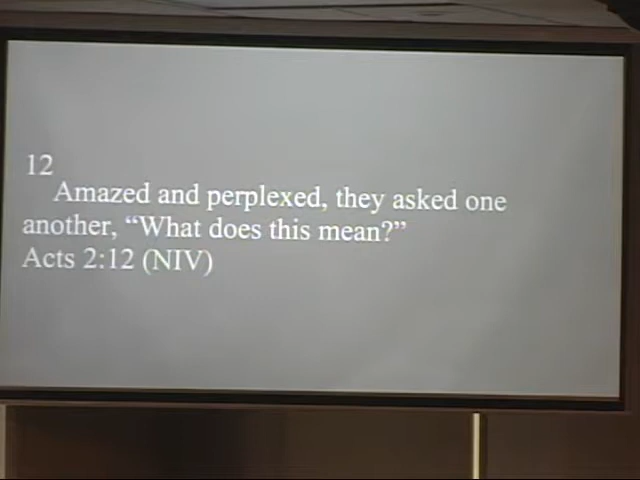 12
Amazed and perplexed, they asked one
another, “What does this mean?”
Acts 2:12 (NIV)